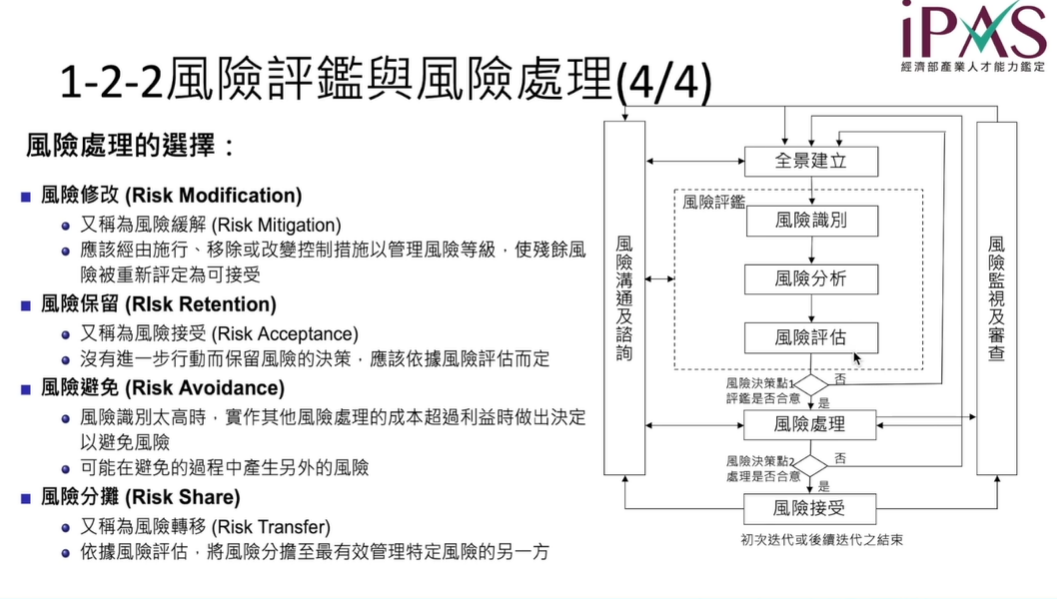 iPAS
經濟部產業人才能力鑑定
1-2-2風險評鑑與風險處理(4/4)
風險處理的選擇：
風險修改 (Risk Modification)
又稱為風險緩解 (Risk Mitigation)
應該經由施行、移除或改變控制措施以管理風險等級，使殘餘風
險被重新評定為可接受
風險保留 (RIsk Retention)
又稱為風險接受 (Risk Acceptance)
沒有進一步行動而保留風險的決策，應該依據風險評估而定
風險避免 (Risk Avoidance)
風險識別太高時，實作其他風險處理的成本超過利益時做出決定
以避免風險
可能在避免的過程中產生另外的風險
風險分攤 (Risk Share)
又稱為風險轉移 (Risk Transfer)
依據風險評估，將風險分擔至最有效管理特定風險的另一方
風險溝通及諮詢
全景建立
風險評鑑
風險識別
風險分析
風險評估
風險決策點1
評鑑是否合意
否
是
風險處理
風險決策點2
處理是否合意
否
是
風險接受
風險監視及審查
初次迭代或後續迭代之結束